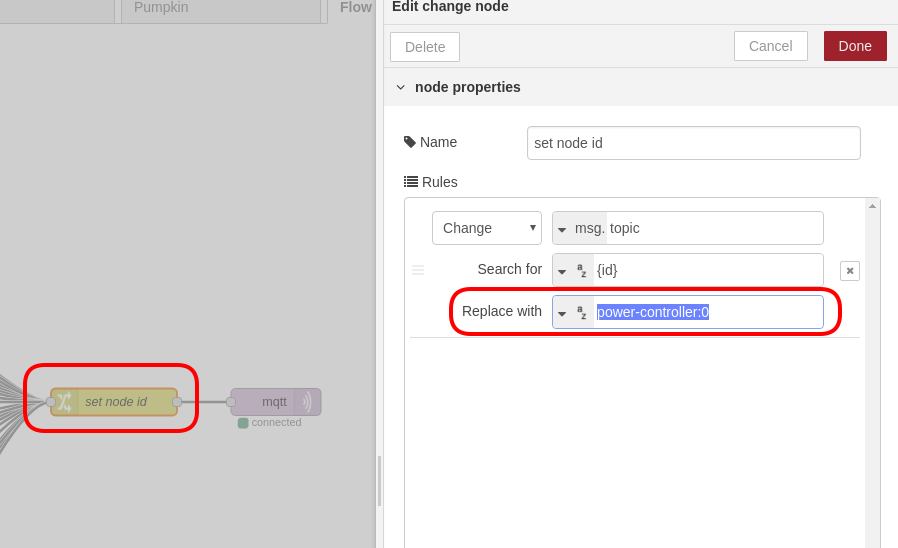 Pumpkin
Flow
Edit change node
Delete
Cancel
Done
node properties
Name
set node id
Rules
Change
msg. topic
Search for
a z {id}
Replace with
a z power-controller:0
set node id
mqtt
connected